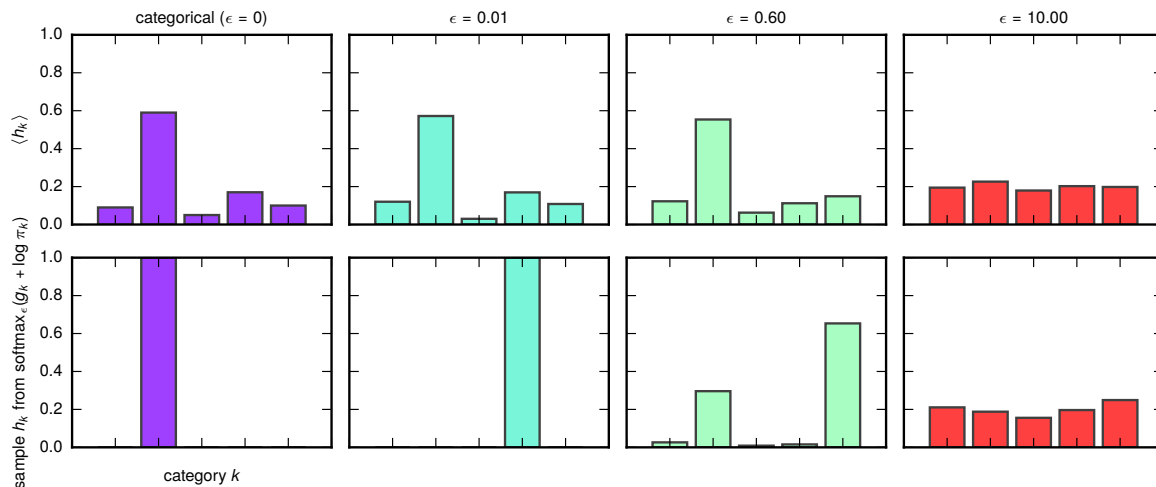 categorical (ϵ = 0)
ϵ = 0.01
ϵ = 0.60
ϵ = 10.00
1.0
0.8
0.6
0.4
0.2
0.0
⟨h_k⟩
1.0
0.8
0.6
0.4
0.2
0.0
sample h_k from softmax_ϵ(g_k + log π_k)
category k